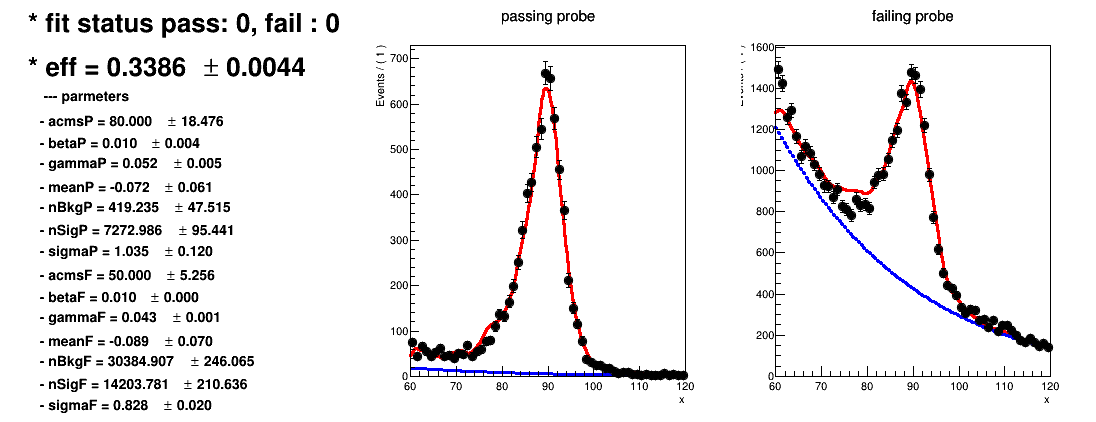 * fit status pass: 0, fail : 0
* eff = 0.3386 ± 0.0044
--- parmeters
- acmsP = 80.000 ± 18.476
- betaP = 0.010 ± 0.004
- gammaP = 0.052 ± 0.005
- meanP = -0.072 ± 0.061
- nBkgP = 419.235 ± 47.515
- nSigP = 7272.986 ± 95.441
- sigmaP = 1.035 ± 0.120
- acmsF = 50.000 ± 5.256
- betaF = 0.010 ± 0.000
- gammaF = 0.043 ± 0.001
- meanF = -0.089 ± 0.070
- nBkgF = 30384.907 ± 246.065
- nSigF = 14203.781 ± 210.636
- sigmaF = 0.828 ± 0.020
passing probe
Events / ( 1 )
700
600
500
400
300
200
100
0
60 70 80 90 100 110 120
x
failing probe
1600
1400
1200
1000
800
600
400
200
0
60 70 80 90 100 110 120
x